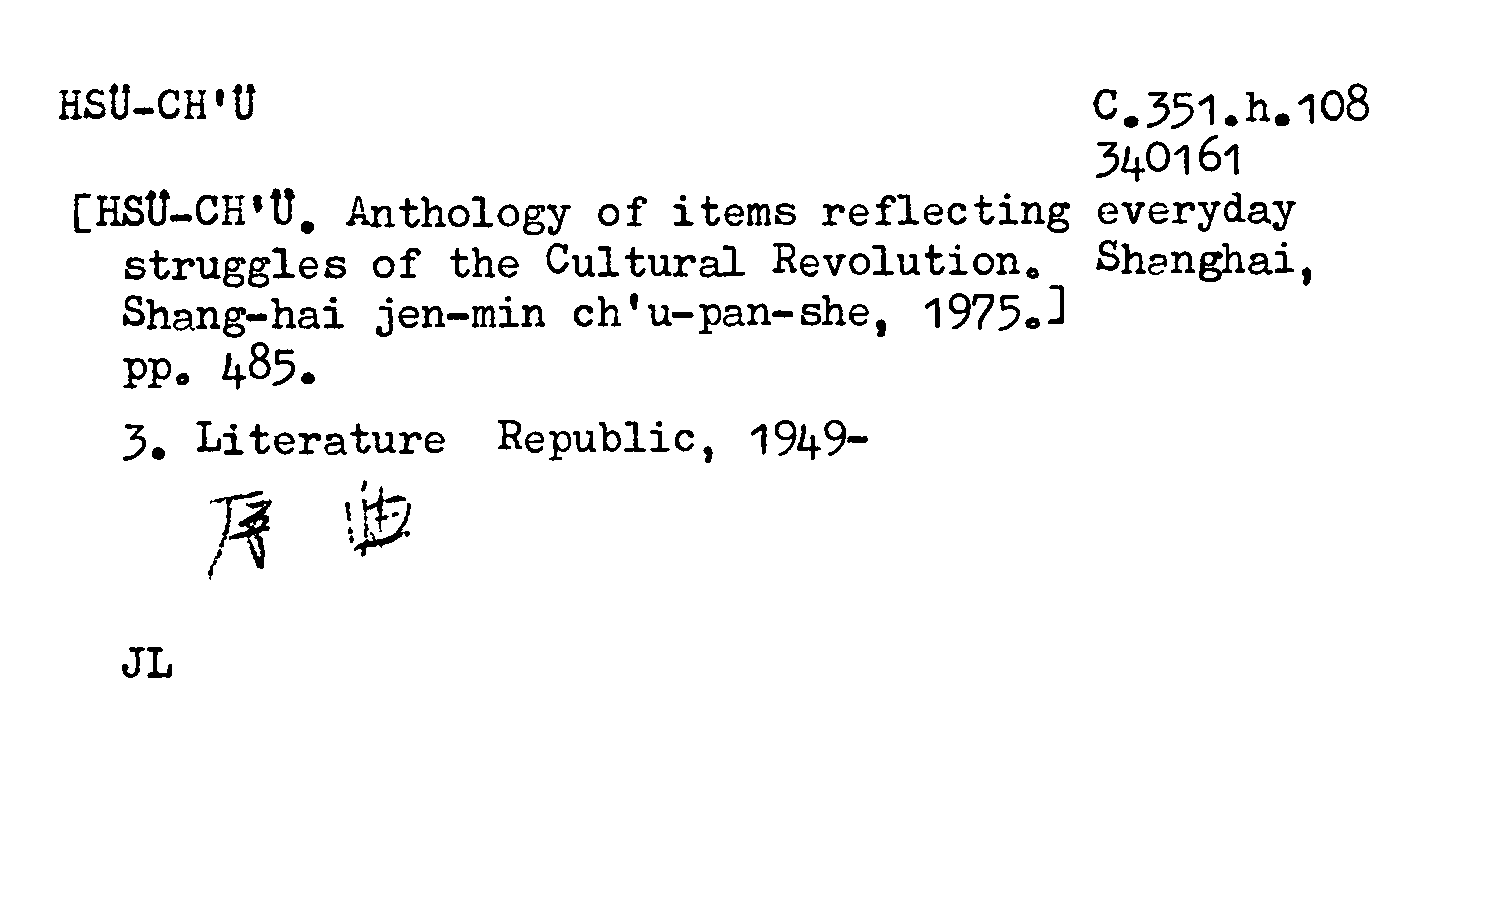 HSÜ-CH'Ü
C.351.h.108
340161
[HSÜ-CH'Ü. Anthology of items reflecting everyday
struggles of the Cultural Revolution. Shanghai,
Shang-hai jen-min ch'u-pan-she, 1975.]
pp. 485.
3. Literature Republic, 1949-
序 曲
JL